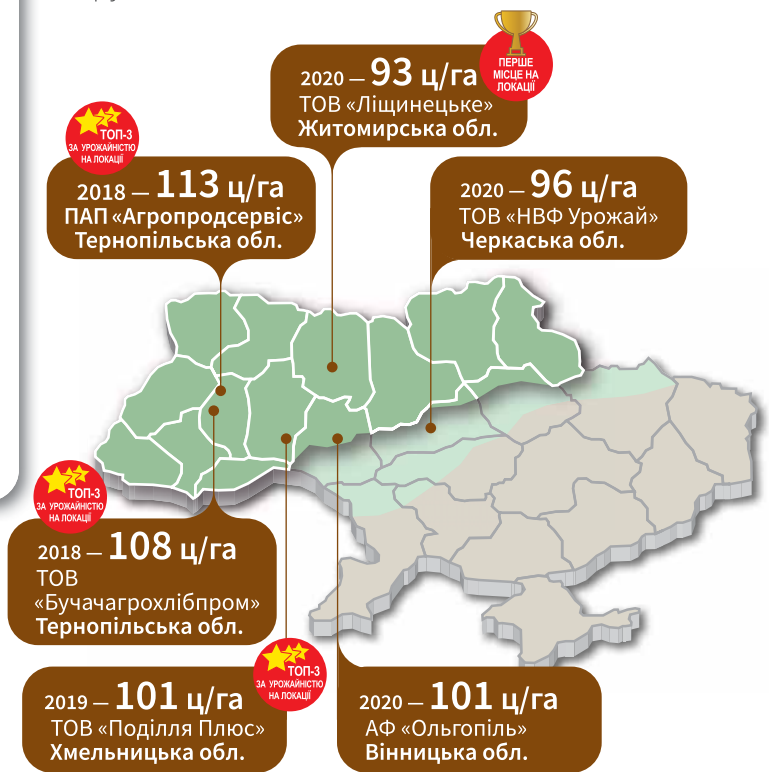 2020 — 93 ц/га
ТОВ «Ліщинецьке»
Житомирська обл.
ПЕРШЕ
МІСЦЕ НА
ЛОКАЦІЇ
ТОП-3
ЗА УРОЖАЙНІСТЮ
НА ЛОКАЦІЇ
2018 — 113 ц/га
ПАП «Агропродсервіс»
Тернопільська обл.
2020 — 96 ц/га
ТОВ «НВФ Урожай»
Черкаська обл.
ТОП-3
ЗА УРОЖАЙНІСТЮ
НА ЛОКАЦІЇ
2018 — 108 ц/га
ТОВ
«Бучачагрохлібпром»
Тернопільська обл.
ТОП-3
ЗА УРОЖАЙНІСТЮ
НА ЛОКАЦІЇ
2019 — 101 ц/га
ТОВ «Поділля Плюс»
Хмельницька обл.
2020 — 101 ц/га
АФ «Ольгопіль»
Вінницька обл.